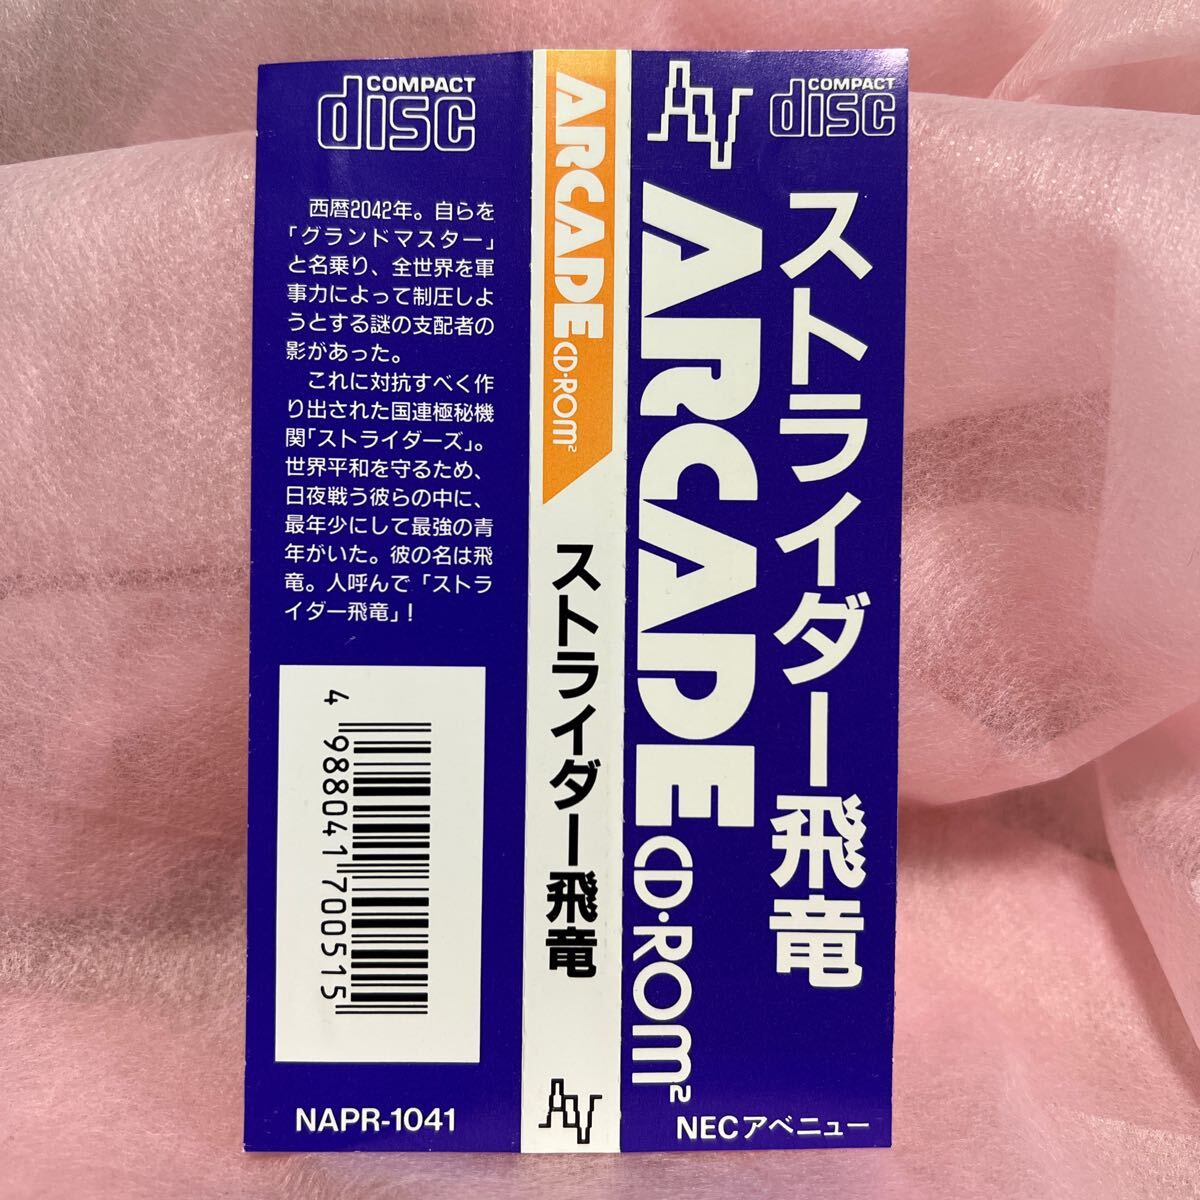 COMPACT
disc
西暦2042年。自らを
「グランドマスター」
と名乗り、全世界を軍
事力によって制圧しよ
うとする謎の支配者の
影があった。
これに対抗すべく作
り出された国連極秘機
関「ストライダーズ」。
世界平和を守るため、
日夜戦う彼らの中に、
最年少にして最強の青
年がいた。彼の名は飛
竜。人呼んで「ストラ
イダー飛竜」!
4 988041 700515
NAPR-1041
ARCADE CD·ROM²
ストライダー飛竜
AV
AV
COMPACT
disc
ストライダー飛竜
ARCADE CD·ROM²
NECアベニュー